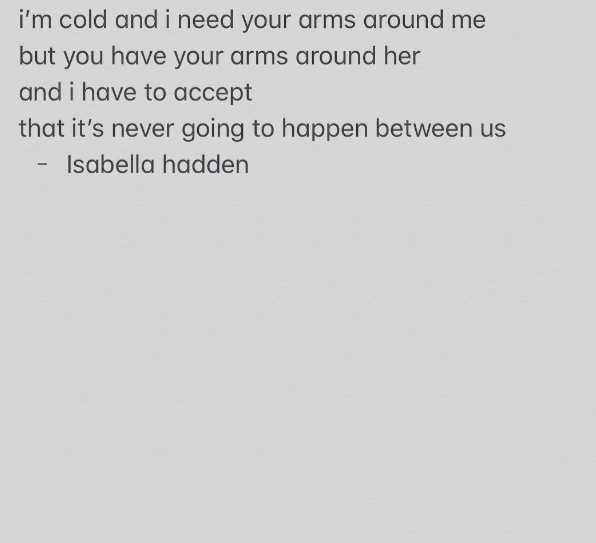 i’m cold and i need your arms around me
but you have your arms around her
and i have to accept
that it’s never going to happen between us
– Isabella hadden